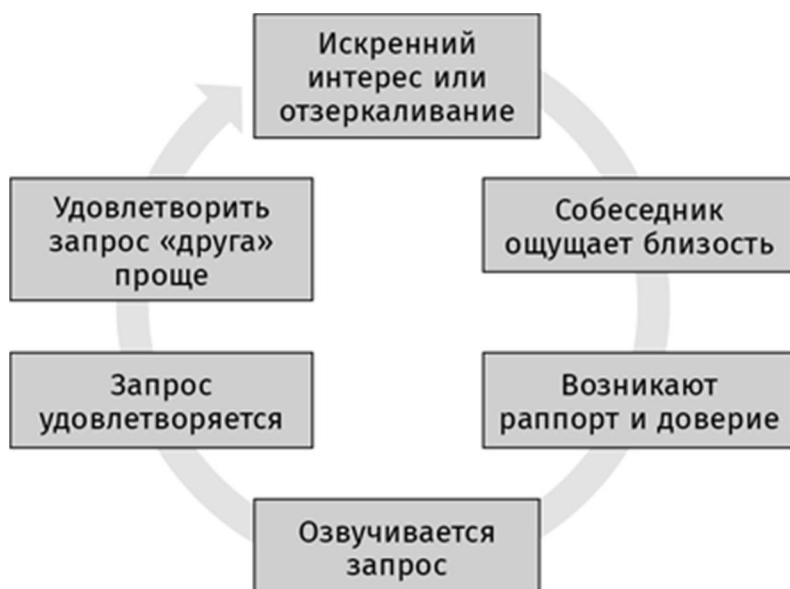 Искренний
интерес или
отзеркаливание
Собеседник
ощущает близость
Возникают
раппорт и доверие
Озвучивается
запрос
Запрос
удовлетворяется
Удовлетворить
запрос «друга»
проще